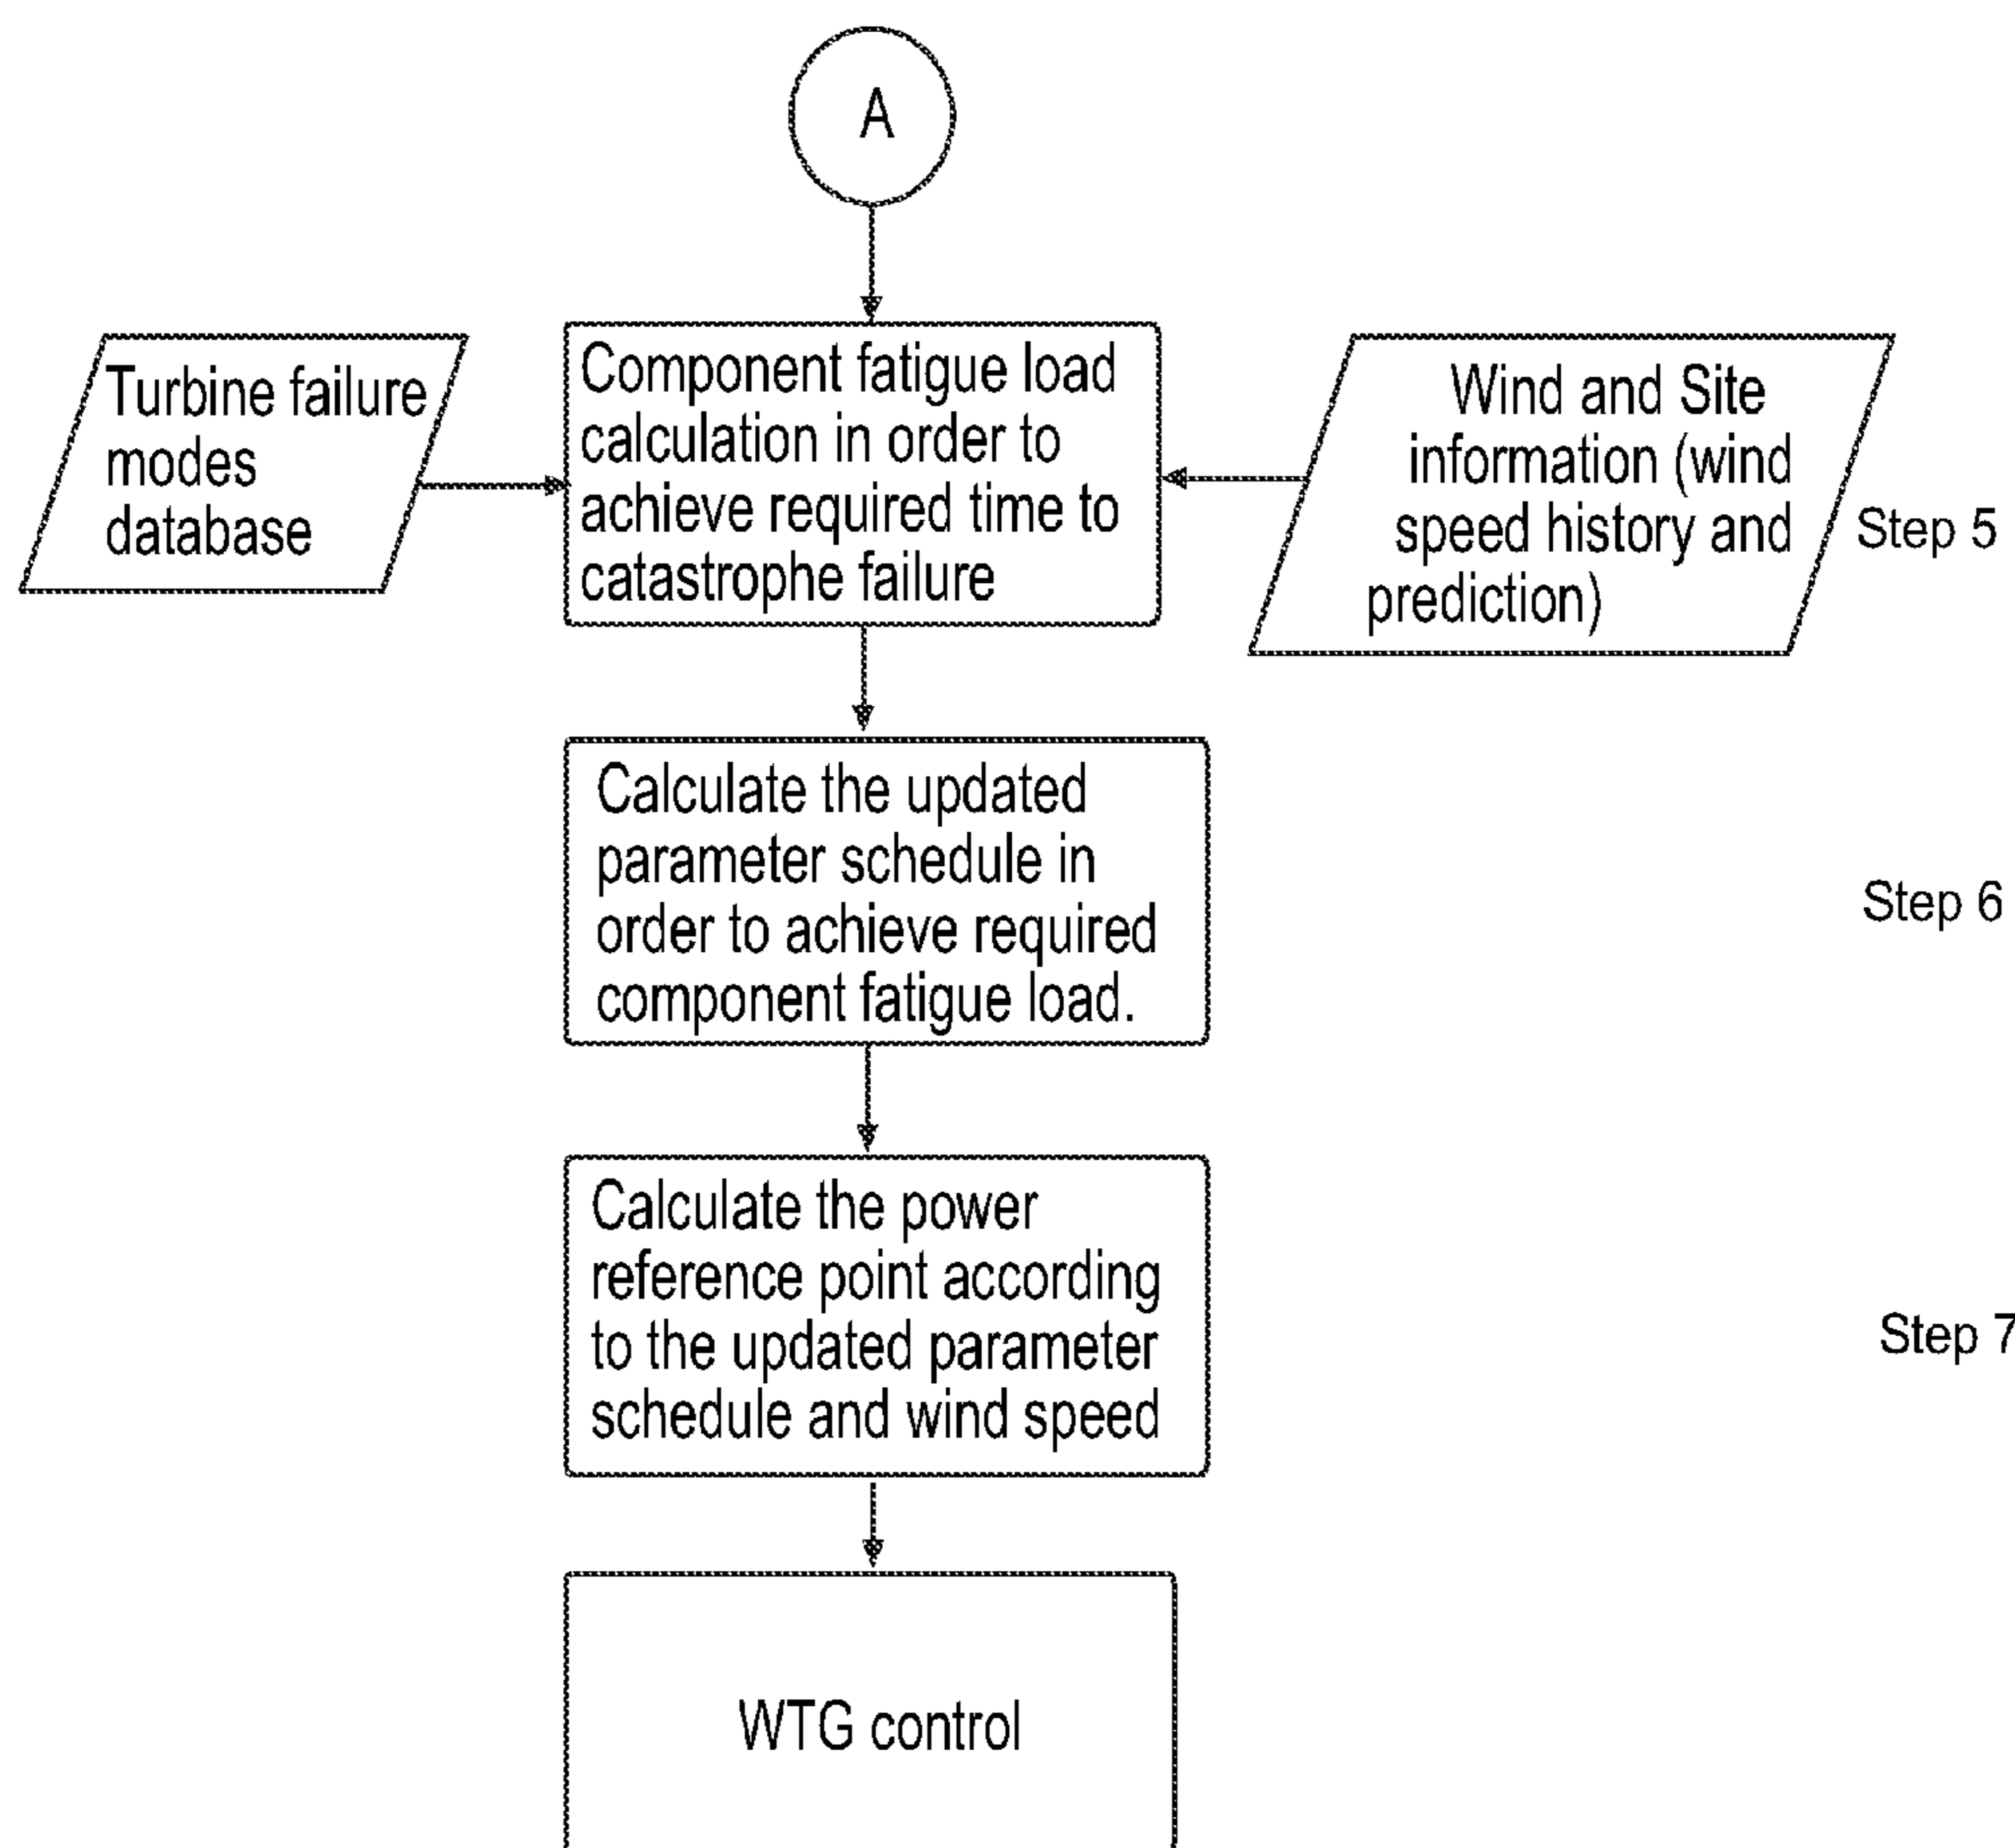 A
Turbine failure
modes
database
Component fatigue load
calculation in order to
achieve required time to
catastrophe failure
Wind and Site
information (wind
speed history and
prediction)
Step 5
Calculate the updated
parameter schedule in
order to achieve required
component fatigue load.
Step 6
Calculate the power
reference point according
to the updated parameter
schedule and wind speed
Step 7
WTG control